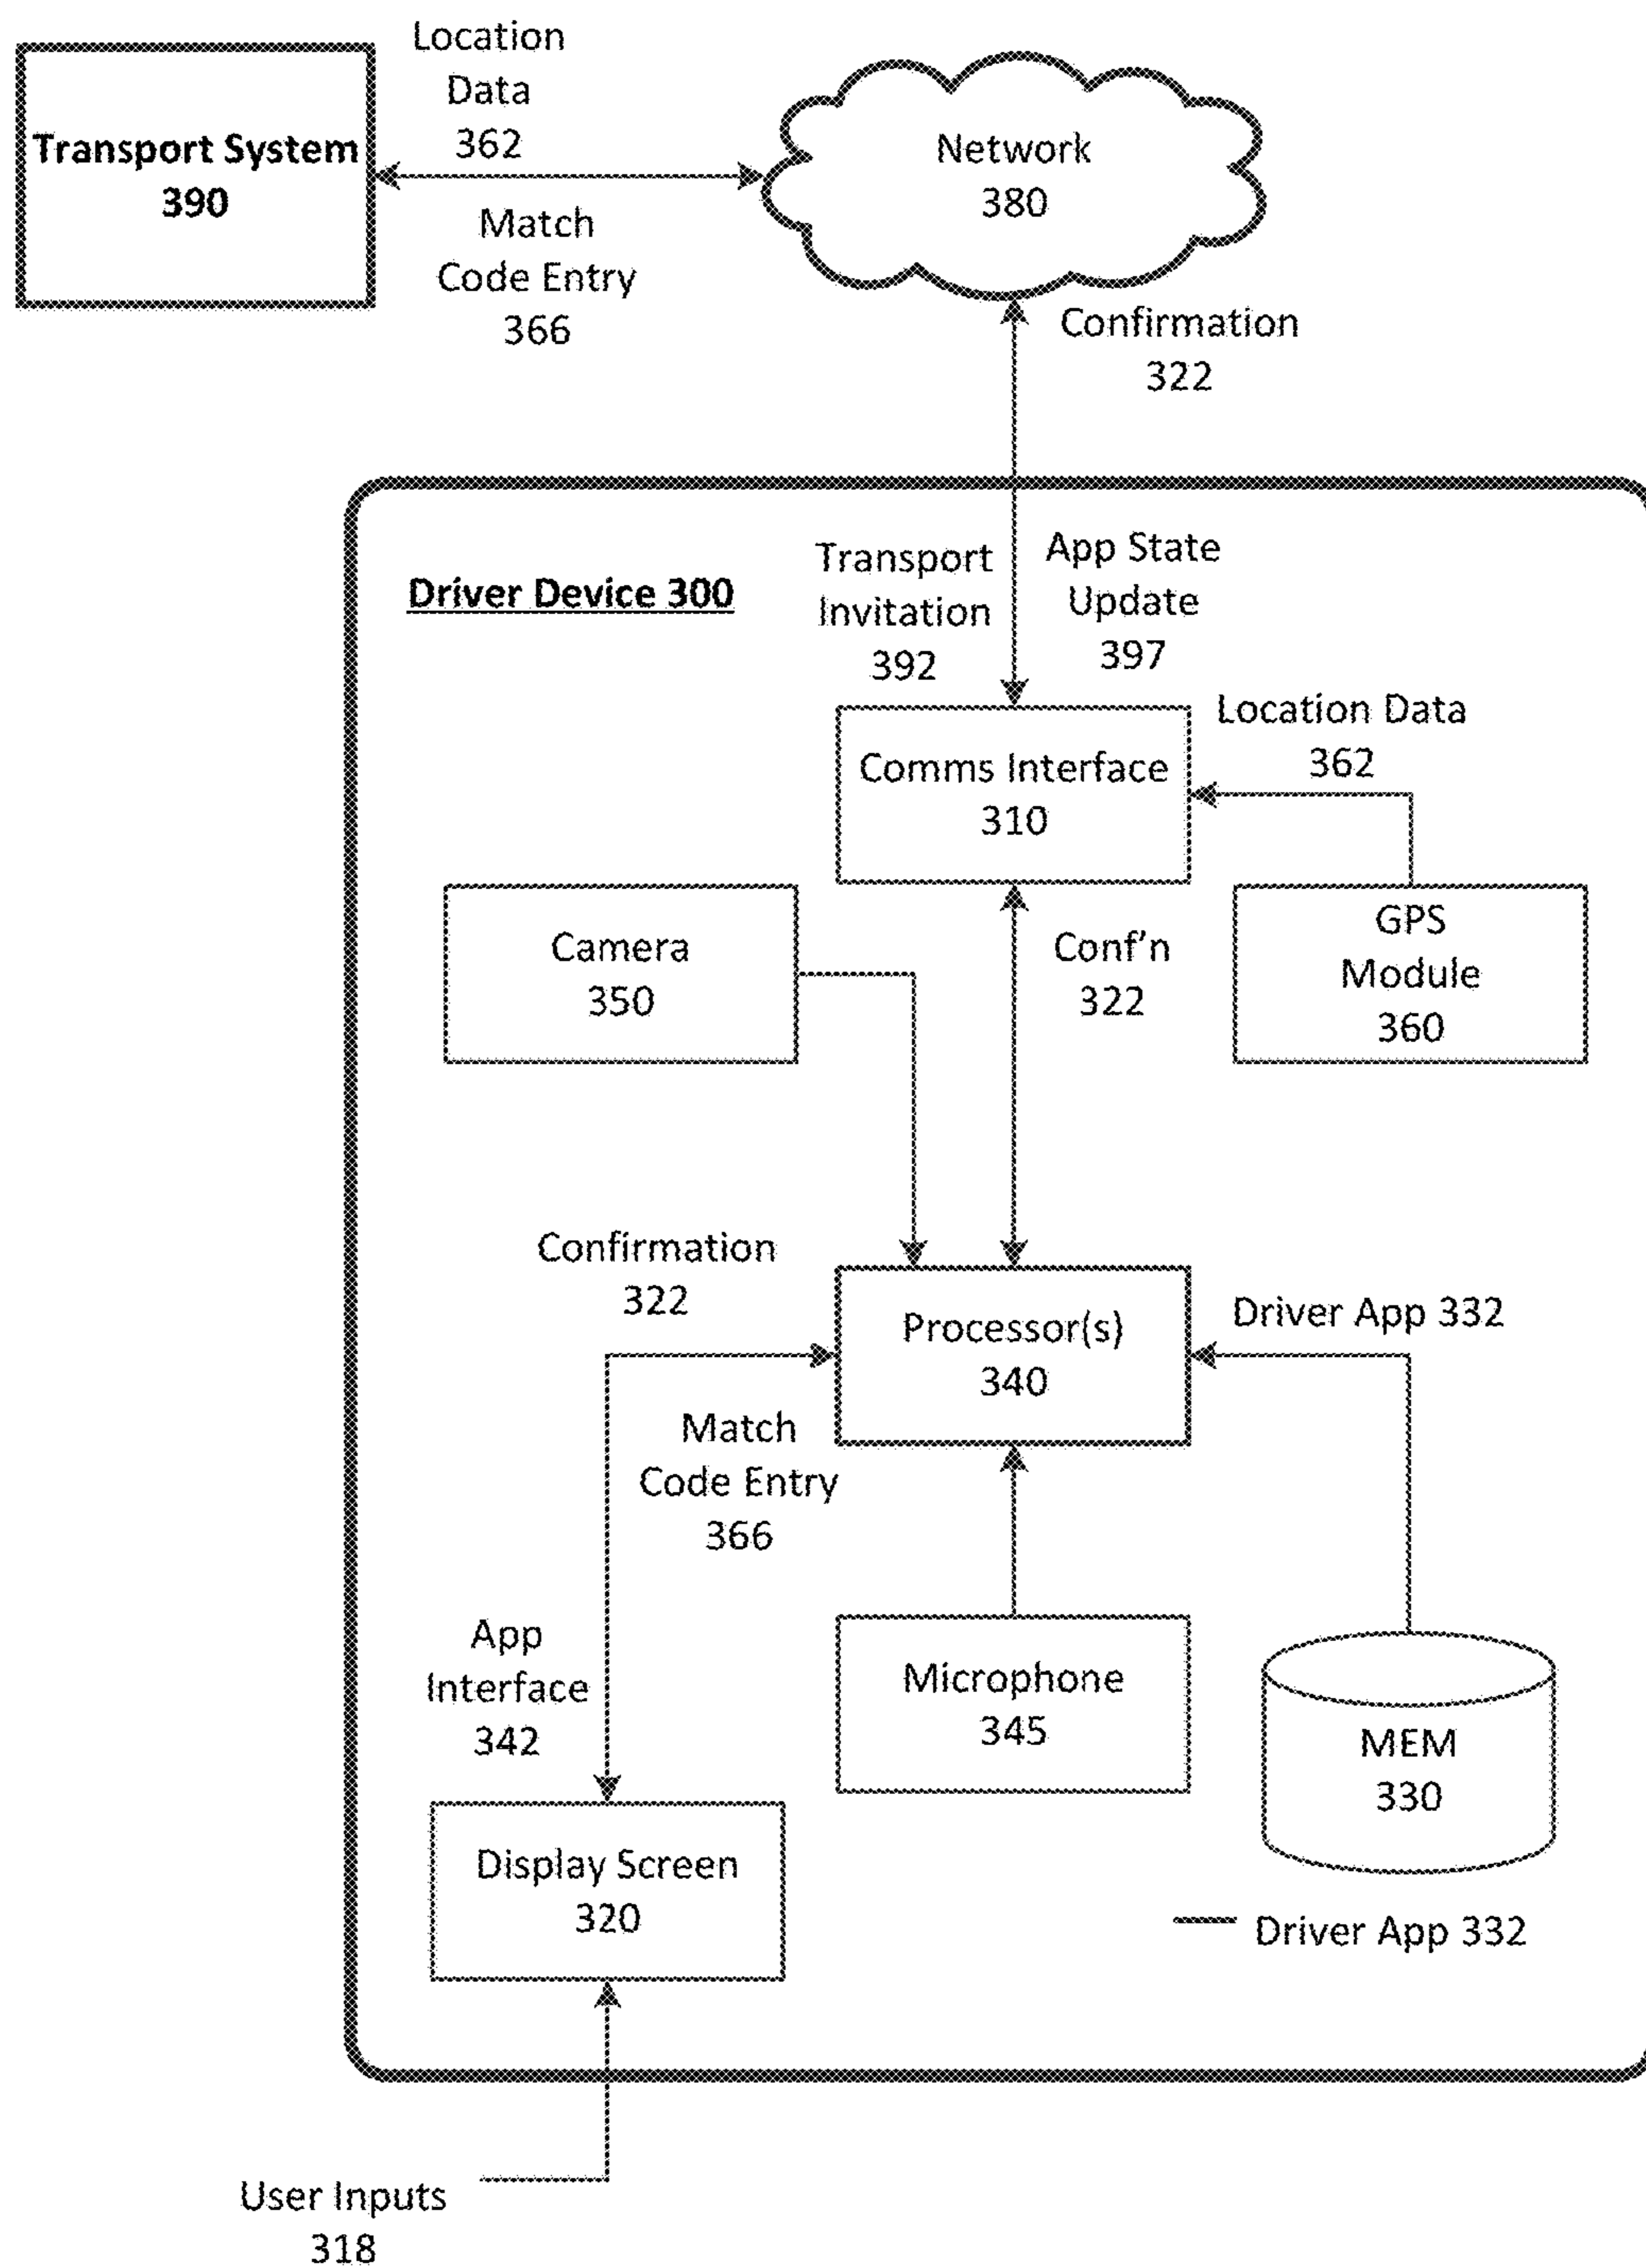 Location
Data
362
Transport System
390
Match
Code Entry
366
Network
380
Confirmation
322
Driver Device 300
Transport
Invitation
392
App State
Update
397
Comms Interface
310
Location Data
362
Camera
350
Conf'n
322
GPS
Module
360
Confirmation
322
Processor(s)
340
Driver App 332
Match
Code Entry
366
App
Interface
342
Microphone
345
MEM
330
Display Screen
320
Driver App 332
User Inputs
318